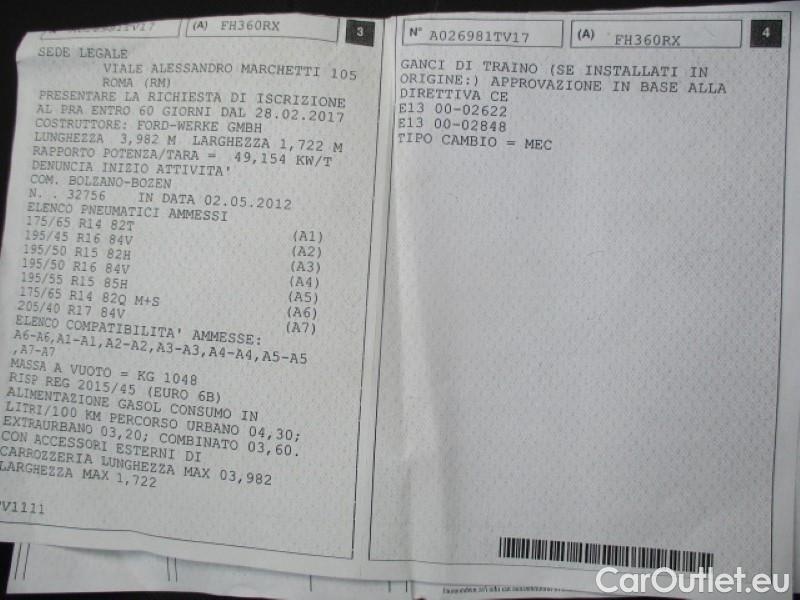 N° A026981TV17 (A) FH360RX 3
SEDE LEGALE
VIALE ALESSANDRO MARCHETTI 105
ROMA (RM)
PRESENTARE LA RICHIESTA DI ISCRIZIONE
AL PRA ENTRO 60 GIORNI DAL 28.02.2017
COSTRUTTORE: FORD-WERKE GMBH
LUNGHEZZA 3,982 M LARGHEZZA 1,722 M
RAPPORTO POTENZA/TARA = 49,154 KW/T
DENUNCIA INIZIO ATTIVITA'
COM. BOLZANO-BOZEN
N. . 32756 IN DATA 02.05.2012
ELENCO PNEUMATICI AMMESSI
175/65 R14 82T (A1)
195/45 R16 84V (A2)
195/50 R15 82H (A3)
195/50 R16 84V (A4)
195/55 R15 85H (A5)
175/65 R14 82Q M+S (A6)
205/40 R17 84V (A7)
ELENCO COMPATIBILITA' AMMESSE:
A6-A6,A1-A1,A2-A2,A3-A3,A4-A4,A5-A5
,A7-A7
MASSA A VUOTO = KG 1048
RISP REG 2015/45 (EURO 6B)
ALIMENTAZIONE GASOL CONSUMO IN
LITRI/100 KM PERCORSO URBANO 04,30;
EXTRAURBANO 03,20; COMBINATO 03,60.
CON ACCESSORI ESTERNI DI
CARROZZERIA LUNGHEZZA MAX 03,982
LARGHEZZA MAX 1,722
TV1111
N° A026981TV17 (A) FH360RX 4
GANCI DI TRAINO (SE INSTALLATI IN
ORIGINE:) APPROVAZIONE IN BASE ALLA
DIRETTIVA CE
E13 00-02622
E13 00-02848
TIPO CAMBIO = MEC
CarOutlet.eu